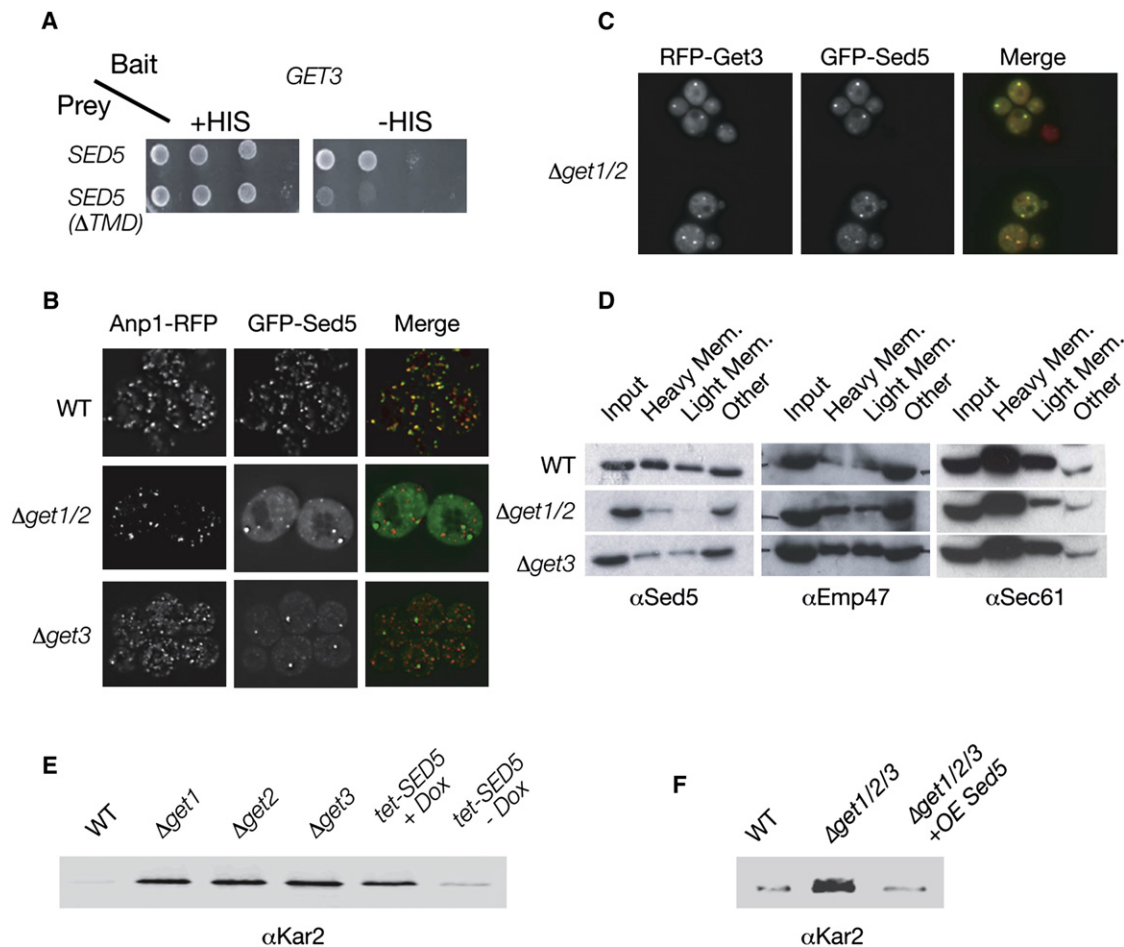 A
Bait
Prey
GET3
+HIS
-HIS
SED5
SED5
(ΔTMD)
B
Anp1-RFP
GFP-Sed5
Merge
WT
Δget1/2
Δget3
C
RFP-Get3
GFP-Sed5
Merge
Δget1/2
D
Input
Heavy Mem.
Light Mem.
Other
Input
Heavy Mem.
Light Mem.
Other
Input
Heavy Mem.
Light Mem.
Other
WT
Δget1/2
Δget3
αSed5
αEmp47
αSec61
E
WT
Δget1
Δget2
Δget3
tet-SED5
+ Dox
tet-SED5
- Dox
αKar2
F
WT
Δget1/2/3
Δget1/2/3
+OE Sed5
αKar2